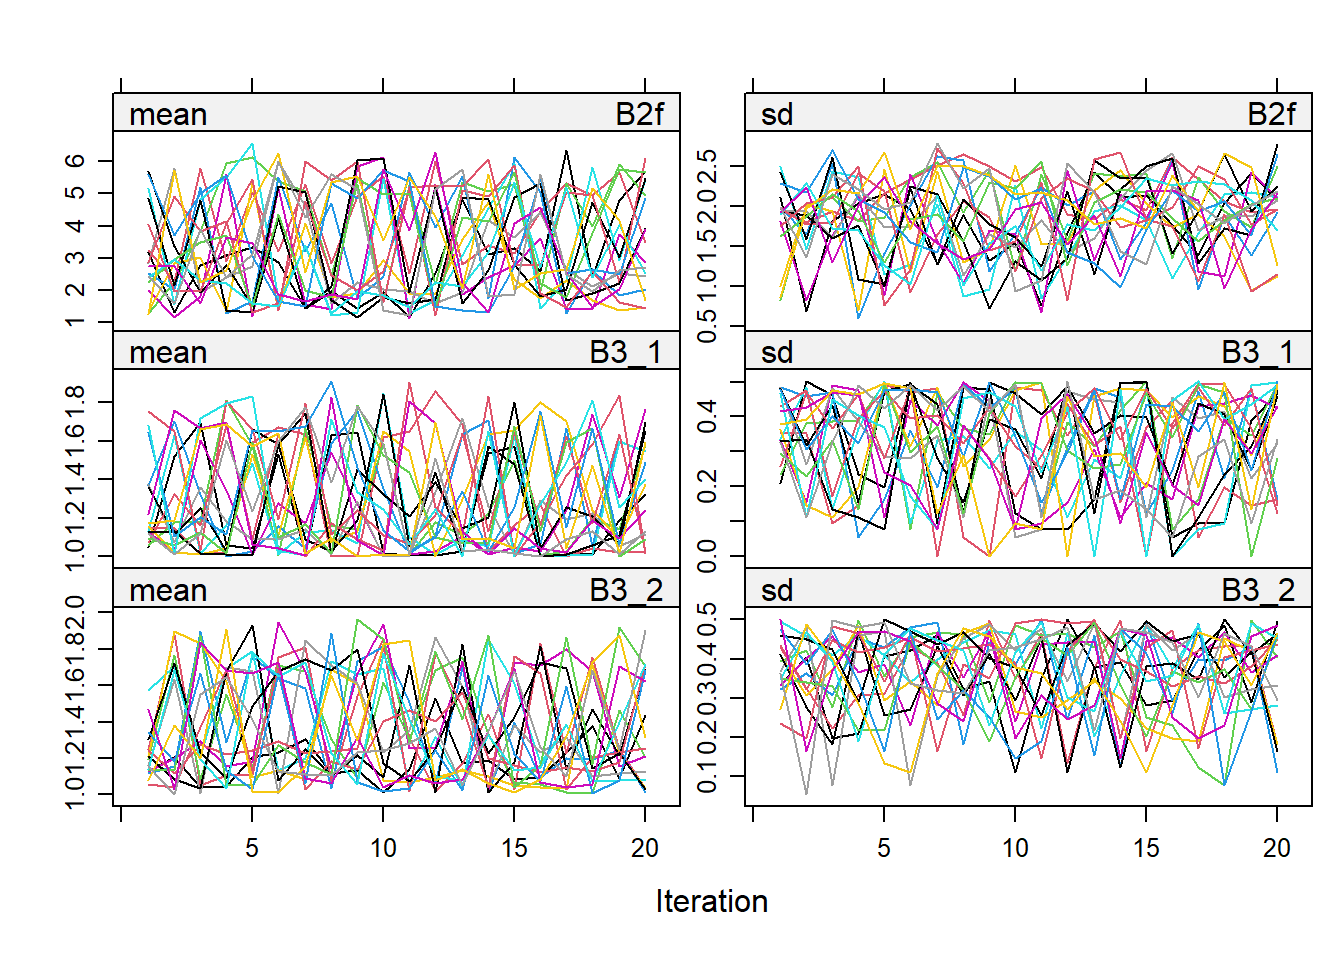 mean B2f
sd B2f
1 2 3 4 5 6
0.5 1.0 1.5 2.0 2.5
mean B3_1
sd B3_1
1.0 1.2 1.4 1.6 1.8
0.0 0.2 0.4
mean B3_2
sd B3_2
1.0 1.2 1.4 1.6 1.8 2.0
0.1 0.2 0.3 0.4 0.5
5 10 15 20
5 10 15 20
Iteration